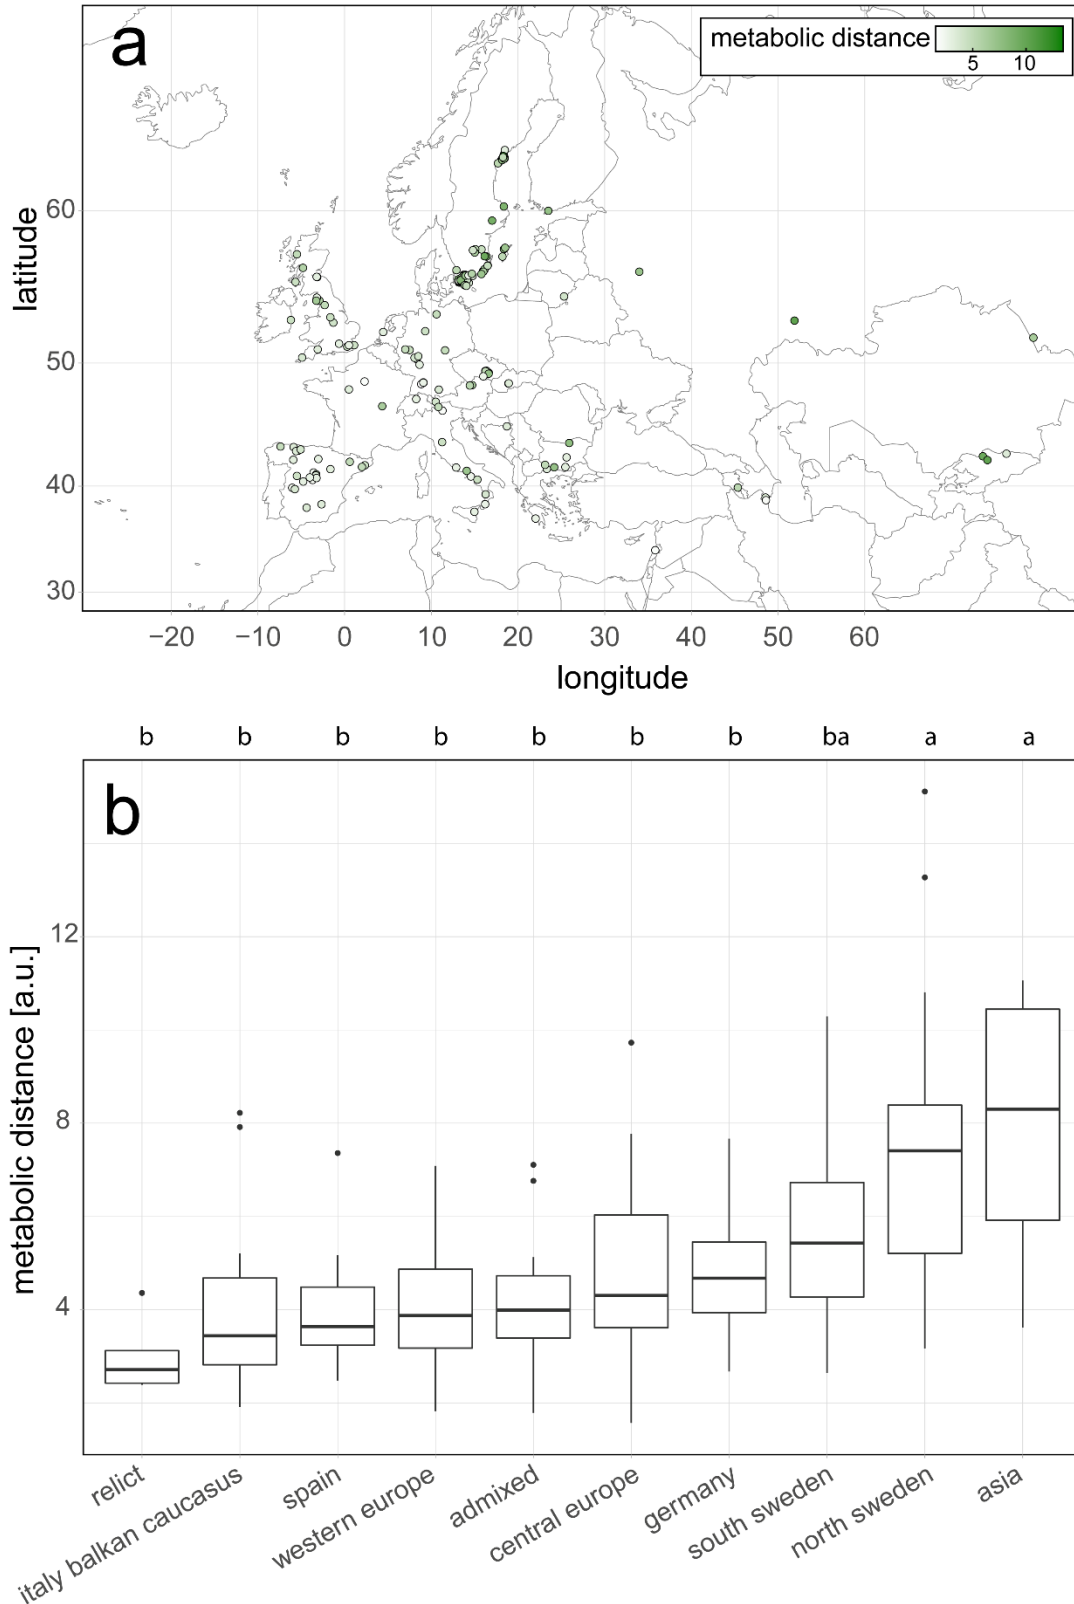 a
metabolic distance
5 10
60
50
40
30
latitude
−20 −10 0 10 20 30 40 50 60
longitude
b b b b b b b ba a a
b
12
8
4
metabolic distance [a.u.]
relict
italy balkan caucasus
spain
western europe
admixed
central europe
germany
south sweden
north sweden
asia